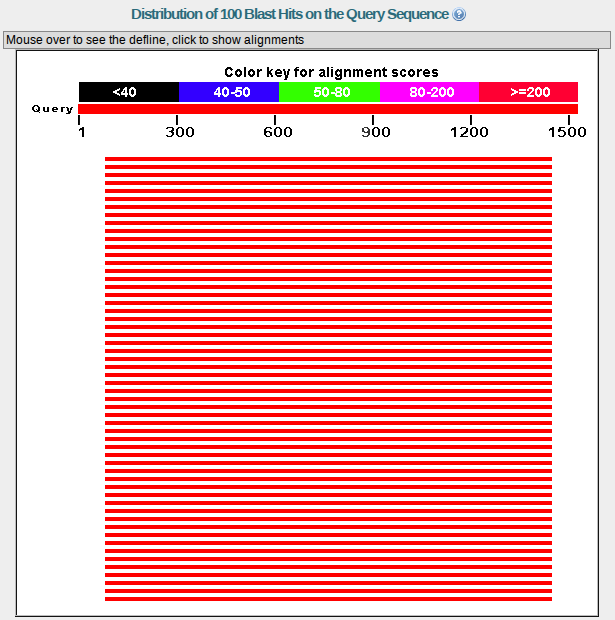 Distribution of 100 Blast Hits on the Query Sequence
Mouse over to see the defline, click to show alignments
Color key for alignment scores
<40 40-50 50-80 80-200 >=200
Query
1 300 600 900 1200 1500